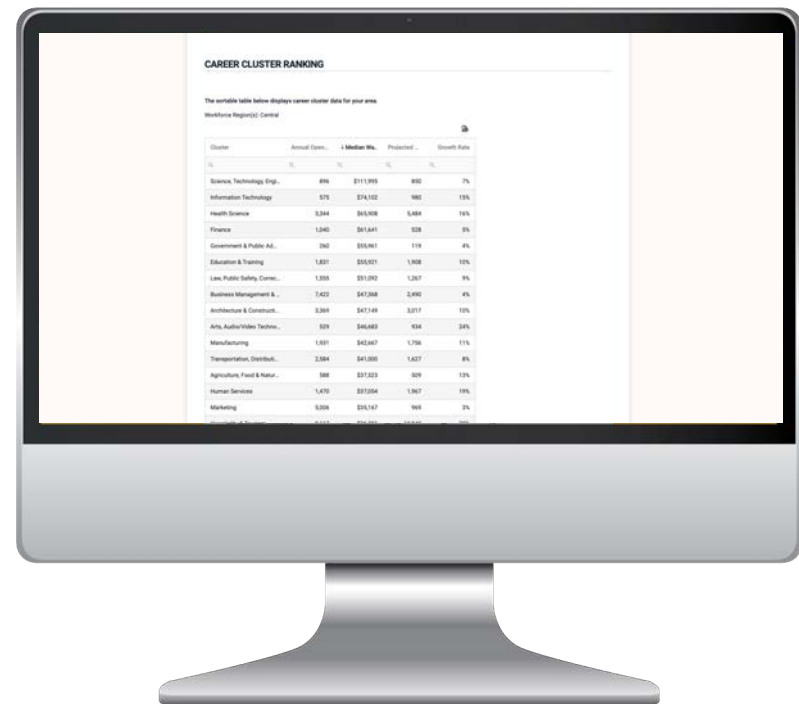 CAREER CLUSTER RANKING
The sortable table below displays career cluster data for your area.
Workforce Region(s): Central
Cluster Annual Open... ↓ Median Wa... Projected ... Growth Rate
Science, Technology, Engi... 896 $111,995 850 7%
Information Technology 575 $74,102 980 15%
Health Science 3,344 $65,908 5,484 16%
Finance 1,040 $61,641 528 5%
Government & Public Ad... 260 $55,961 119 4%
Education & Training 1,831 $55,921 1,908 10%
Law, Public Safety, Correc... 1,555 $51,092 1,267 9%
Business Management & ... 7,422 $47,368 2,490 4%
Architecture & Constructi... 3,369 $47,149 3,017 10%
Arts, Audio/Video Techno... 529 $46,683 934 24%
Manufacturing 1,931 $42,667 1,756 11%
Transportation, Distributi... 2,584 $41,000 1,627 8%
Agriculture, Food & Natur... 588 $37,323 509 13%
Human Services 1,470 $37,054 1,967 19%
Marketing 5,006 $35,167 965 3%